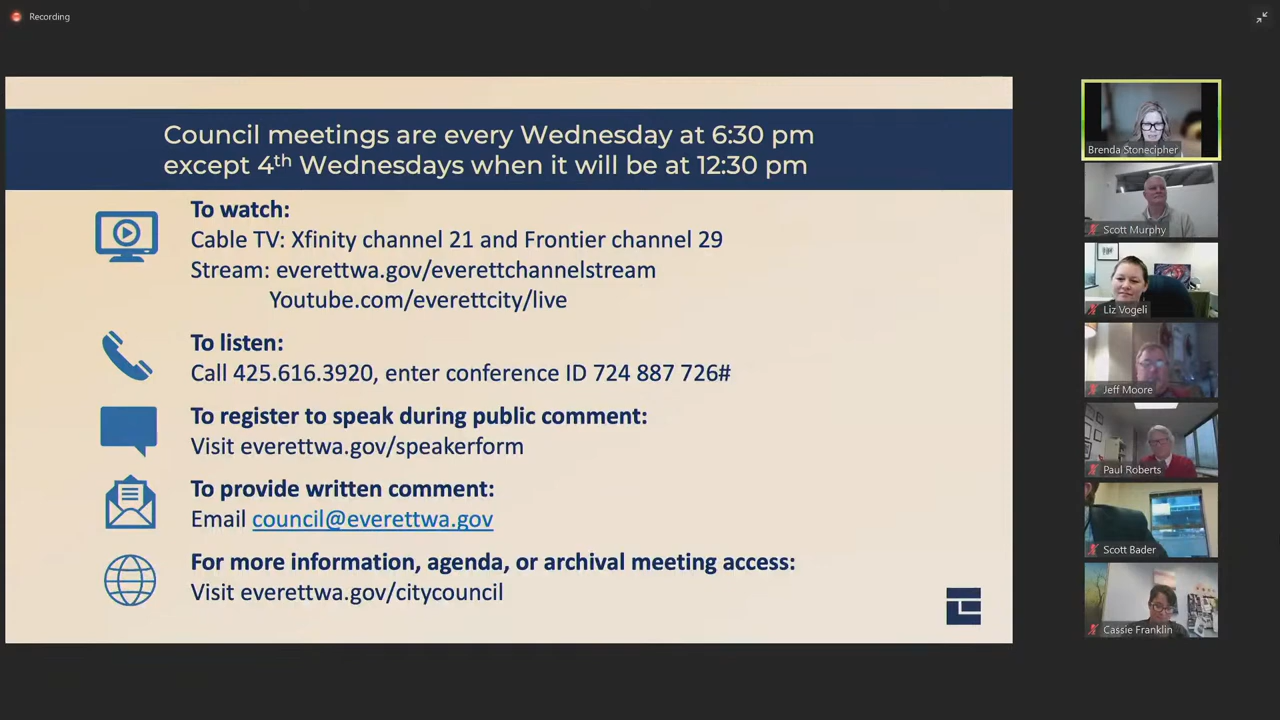 Recording
Council meetings are every Wednesday at 6:30 pm
except 4th Wednesdays when it will be at 12:30 pm
To watch:
Cable TV: Xfinity channel 21 and Frontier channel 29
Stream: everettwa.gov/everettchannelstream
Youtube.com/everettcity/live
To listen:
Call 425.616.3920, enter conference ID 724 887 726#
To register to speak during public comment:
Visit everettwa.gov/speakerform
To provide written comment:
Email council@everettwa.gov
For more information, agenda, or archival meeting access:
Visit everettwa.gov/citycouncil
Brenda Stonecipher
Scott Murphy
Liz Vogeli
Jeff Moore
Paul Roberts
Scott Bader
Cassie Franklin